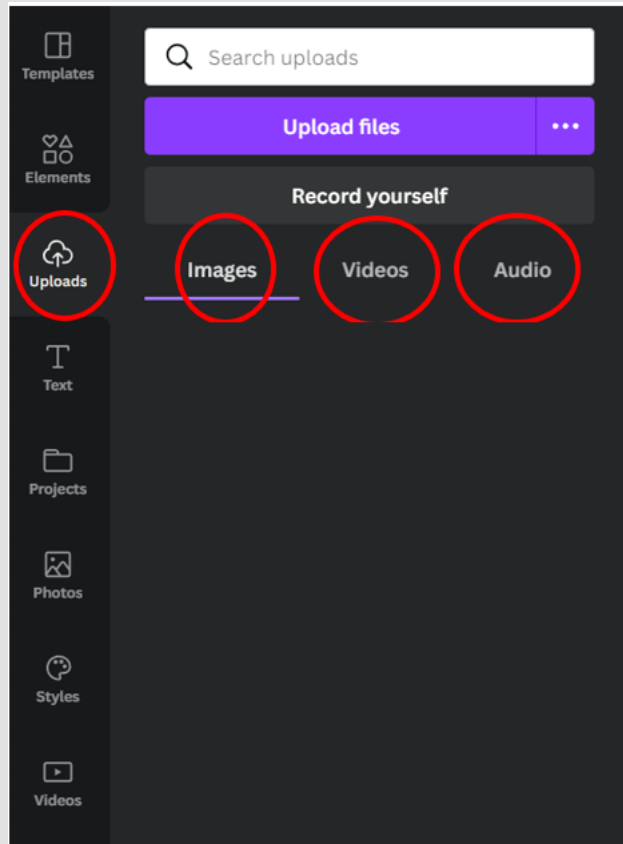 Templates
Elements
Uploads
Text
Projects
Photos
Styles
Videos
Search uploads
Upload files
Record yourself
Images Videos Audio